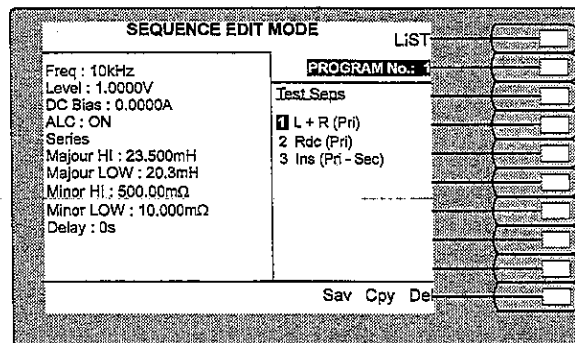 SEQUENCE EDIT MODE
LiST
Freq : 10kHz
Level : 1.0000V
DC Bias : 0.0000A
ALC : ON
Series
Majour HI : 23.500mH
Majour LOW : 20.3mH
Minor HI : 500.00mΩ
Minor LOW : 10.000mΩ
Delay : 0s
PROGRAM No.: 1
Test Seps
1 L + R (Pri)
2 Rdc (Pri)
3 Ins (Pri - Sec)
Sav Cpy Del